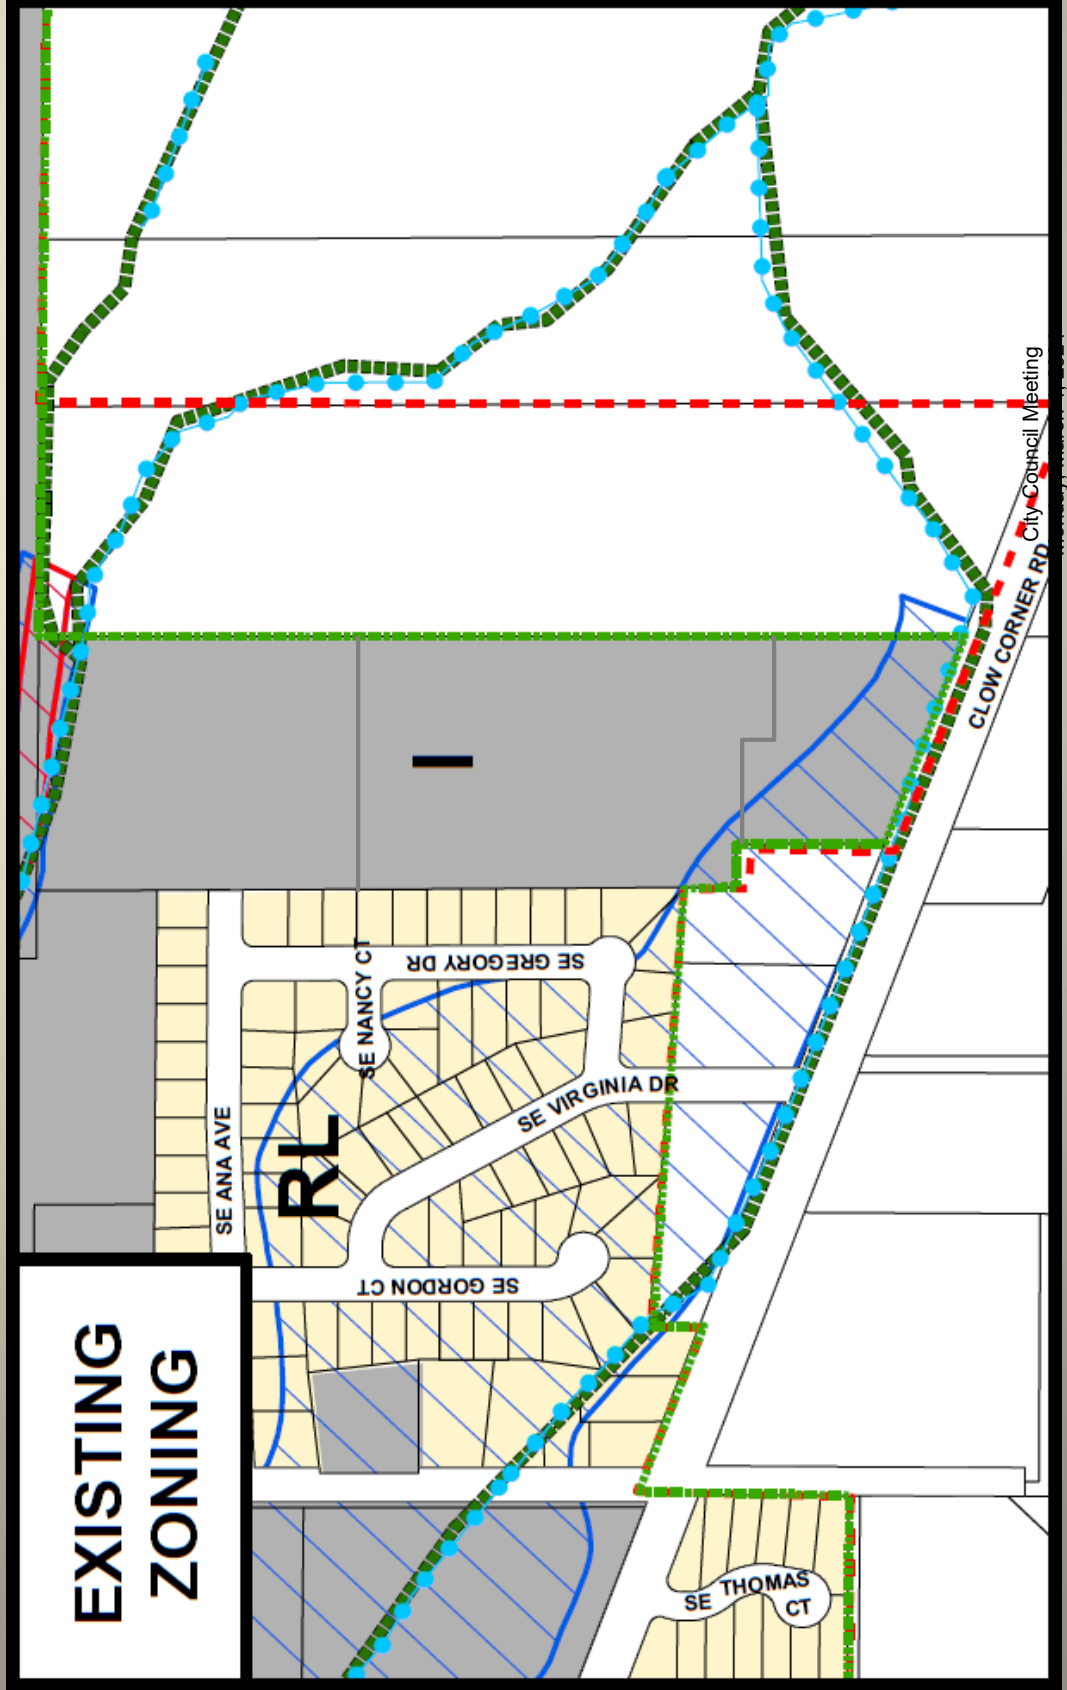 EXISTING
ZONING
I
RL
SE GREGORY DR
SE NANCY CT
SE VIRGINIA DR
SE ANA AVE
SE GORDON CT
SE THOMAS
CT
CLOW CORNER RD
City Council Meeting